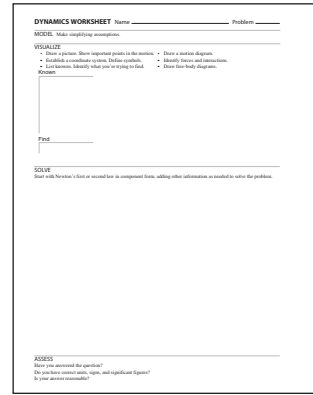 DYNAMICS WORKSHEET Name Problem
MODEL Make simplifying assumptions.
VISUALIZE
• Draw a picture. Show important points in the motion. • Draw a motion diagram.
• Establish a coordinate system. Define symbols. • Identify forces and interactions.
• List knowns. Identify what you’re trying to find. • Draw free-body diagrams.
Known
Find
SOLVE
Start with Newton’s first or second law in component form, adding other information as needed to solve the problem.
ASSESS
Have you answered the question?
Do you have correct units, signs, and significant figures?
Is your answer reasonable?